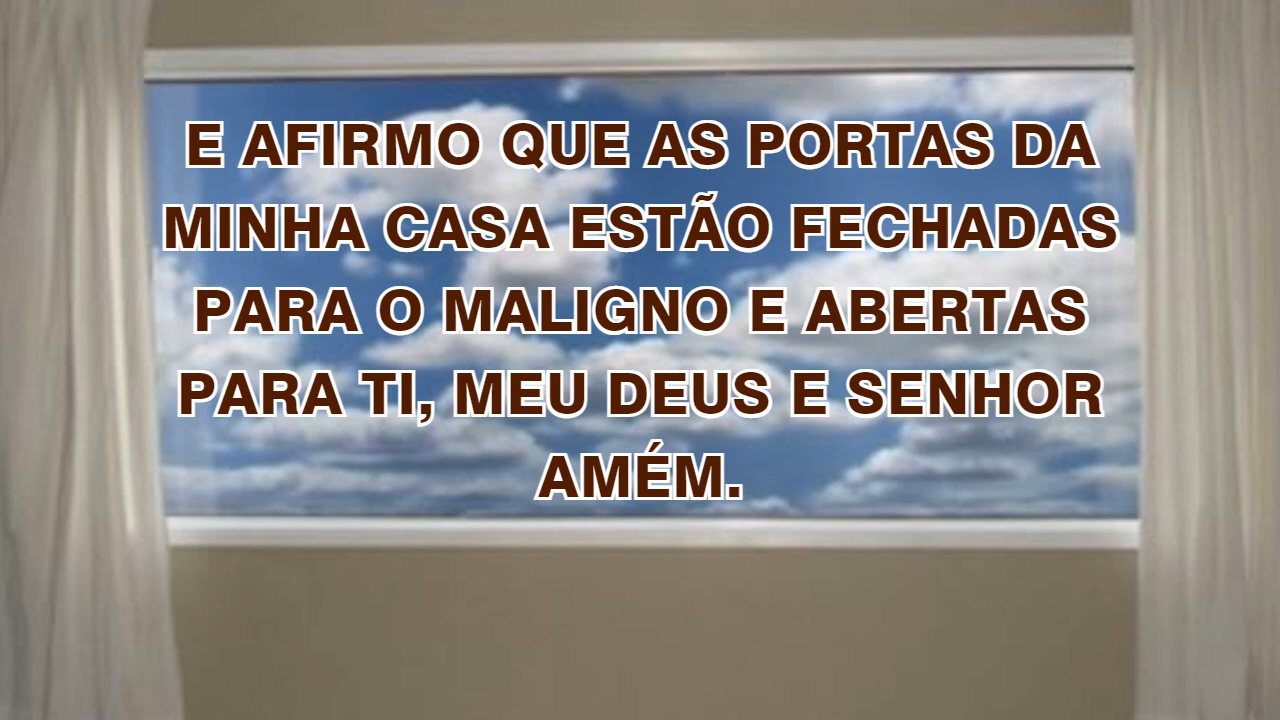 E AFIRMO QUE AS PORTAS DA
MINHA CASA ESTÃO FECHADAS
PARA O MALIGNO E ABERTAS
PARA TI, MEU DEUS E SENHOR
AMÉM.